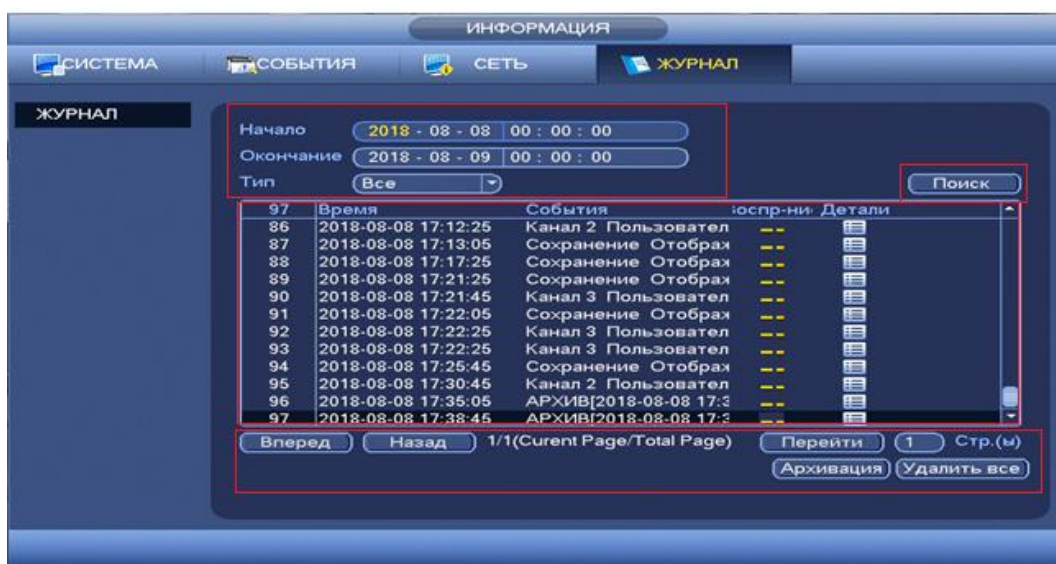 ИНФОРМАЦИЯ
СИСТЕМА СОБЫТИЯ СЕТЬ ЖУРНАЛ
ЖУРНАЛ
Начало 2018 - 08 - 08 00 : 00 : 00
Окончание 2018 - 08 - 09 00 : 00 : 00
Тип Все
Поиск
97 Время События Воспр-ни Детали
86 2018-08-08 17:12:25 Канал 2 Пользовател
87 2018-08-08 17:13:05 Сохранение Отображ
88 2018-08-08 17:17:25 Сохранение Отображ
89 2018-08-08 17:21:25 Сохранение Отображ
90 2018-08-08 17:21:45 Канал 3 Пользовател
91 2018-08-08 17:22:05 Сохранение Отображ
92 2018-08-08 17:22:25 Канал 3 Пользовател
93 2018-08-08 17:22:25 Канал 3 Пользовател
94 2018-08-08 17:25:45 Сохранение Отображ
95 2018-08-08 17:30:45 Канал 2 Пользовател
96 2018-08-08 17:35:05 АРХИВ[2018-08-08 17:3
97 2018-08-08 17:38:45 АРХИВ[2018-08-08 17:3
Вперед Назад 1/1(Curent Page/Total Page) Перейти 1 Стр.(ы)
Архивация Удалить все